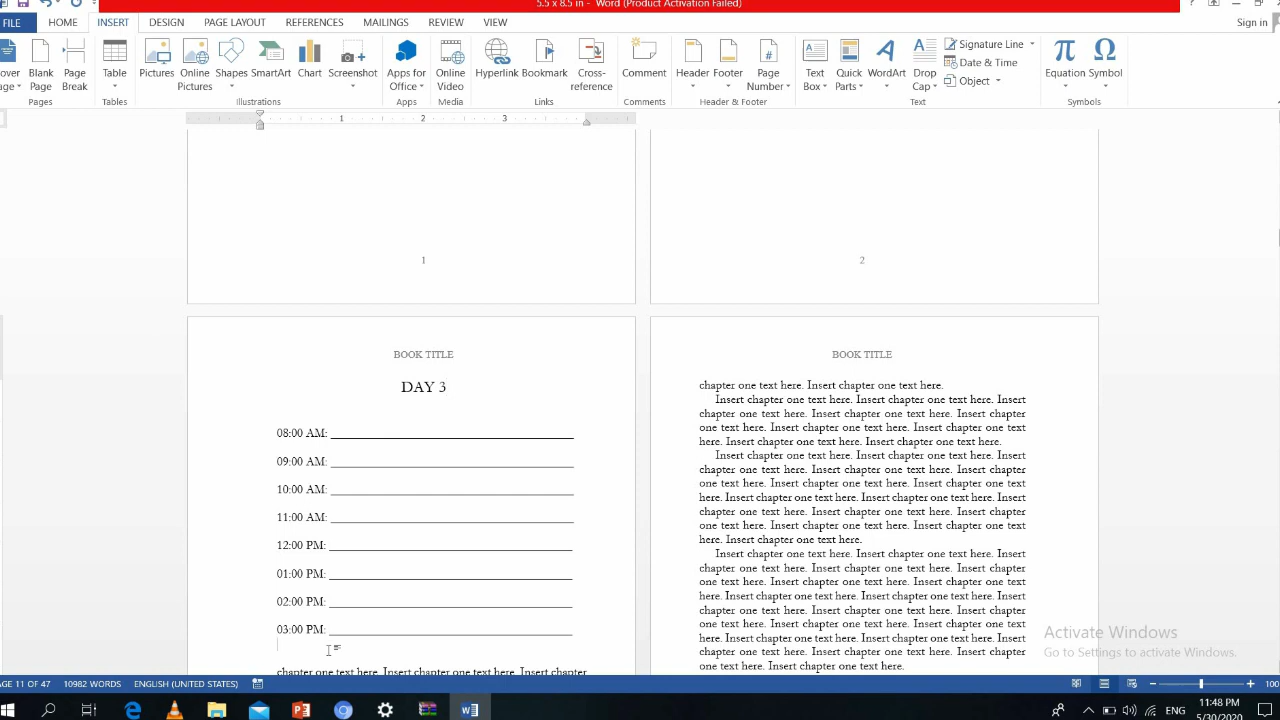 5.5 x 8.5 in - Word (Product Activation Failed)
FILE HOME INSERT DESIGN PAGE LAYOUT REFERENCES MAILINGS REVIEW VIEW Sign in
Blank Page
Page Break
Table
Pictures
Online Pictures
Shapes
SmartArt
Chart
Screenshot
Apps for Office
Online Video
Hyperlink
Bookmark
Cross-reference
Comment
Header
Footer
Page Number
Text Box
Quick Parts
WordArt
Drop Cap
Signature Line
Date & Time
Object
Equation
Symbol
Pages Tables Illustrations Apps Media Links Comments Header & Footer Text Symbols
1 2 3
1
2
BOOK TITLE
DAY 3
08:00 AM:
09:00 AM:
10:00 AM:
11:00 AM:
12:00 PM:
01:00 PM:
02:00 PM:
03:00 PM:
chapter one text here. Insert chapter one text here. Insert chapter
BOOK TITLE
chapter one text here. Insert chapter one text here.
Insert chapter one text here. Insert chapter one text here. Insert
chapter one text here. Insert chapter one text here. Insert chapter
one text here. Insert chapter one text here. Insert chapter one text
here. Insert chapter one text here. Insert chapter one text here.
Insert chapter one text here. Insert chapter one text here. Insert
chapter one text here. Insert chapter one text here. Insert chapter
one text here. Insert chapter one text here. Insert chapter one text
here. Insert chapter one text here. Insert chapter one text here. Insert
chapter one text here. Insert chapter one text here. Insert chapter
one text here. Insert chapter one text here. Insert chapter one text
here. Insert chapter one text here.
Insert chapter one text here. Insert chapter one text here. Insert
chapter one text here. Insert chapter one text here. Insert chapter
one text here. Insert chapter one text here. Insert chapter one text
here. Insert chapter one text here. Insert chapter one text here. Insert
chapter one text here. Insert chapter one text here. Insert chapter
one text here. Insert chapter one text here. Insert chapter one text
here. Insert chapter one text here. Insert chapter one text here. Insert
chapter one text here. Insert chapter one text here. Insert chapter
one text here. Insert chapter one text here.
Activate Windows
Go to Settings to activate Windows.
11 OF 47 10982 WORDS ENGLISH (UNITED STATES) 100
ENG
11:48 PM
5/30/2020